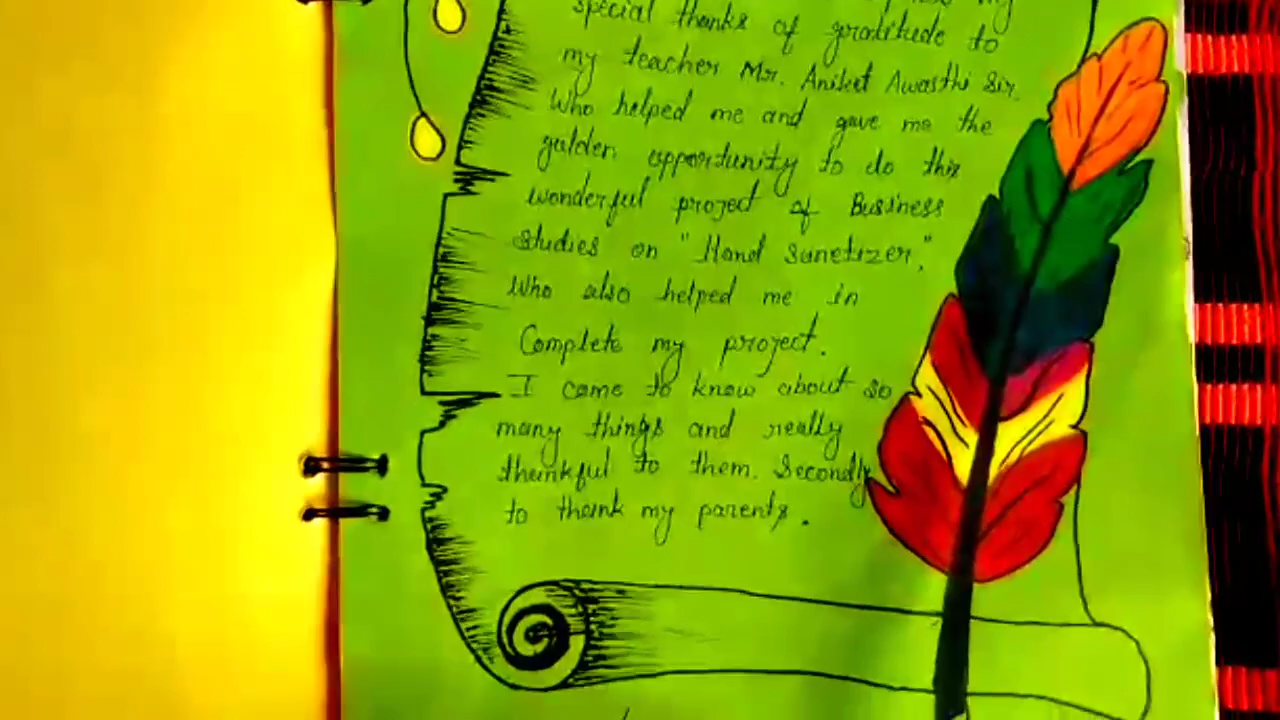 special thanks of gratitude to
my teacher Mr. Aniket Awasthi Sir.
Who helped me and gave me the
golden opportunity to do this
wonderful project of Business
studies on "Hand sanetizer."
Who also helped me in
Complete my project.
I came to know about so
many things and really
thankful to them. Secondly
to thank my parents.